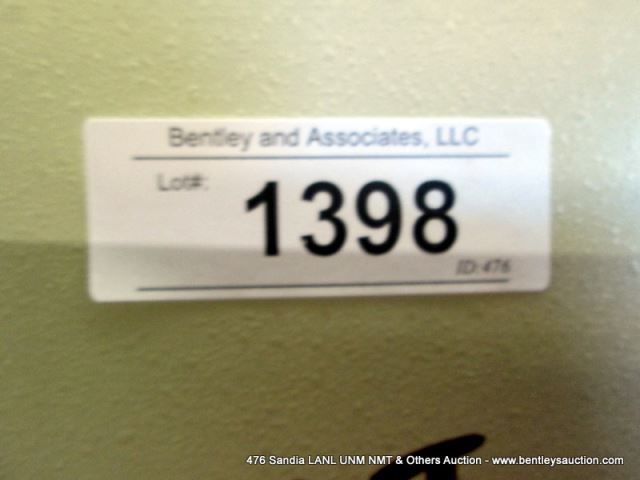 Bentley and Associates, LLC
Lot#:
1398
ID:476
476 Sandia LANL UNM NMT & Others Auction - www.bentleysauction.com